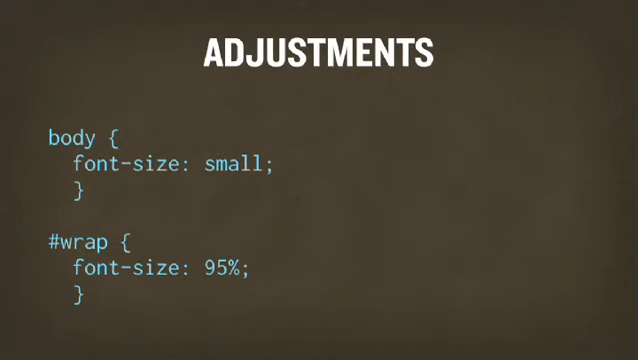 ADJUSTMENTS
body {
font-size: small;
}
#wrap {
font-size: 95%;
}